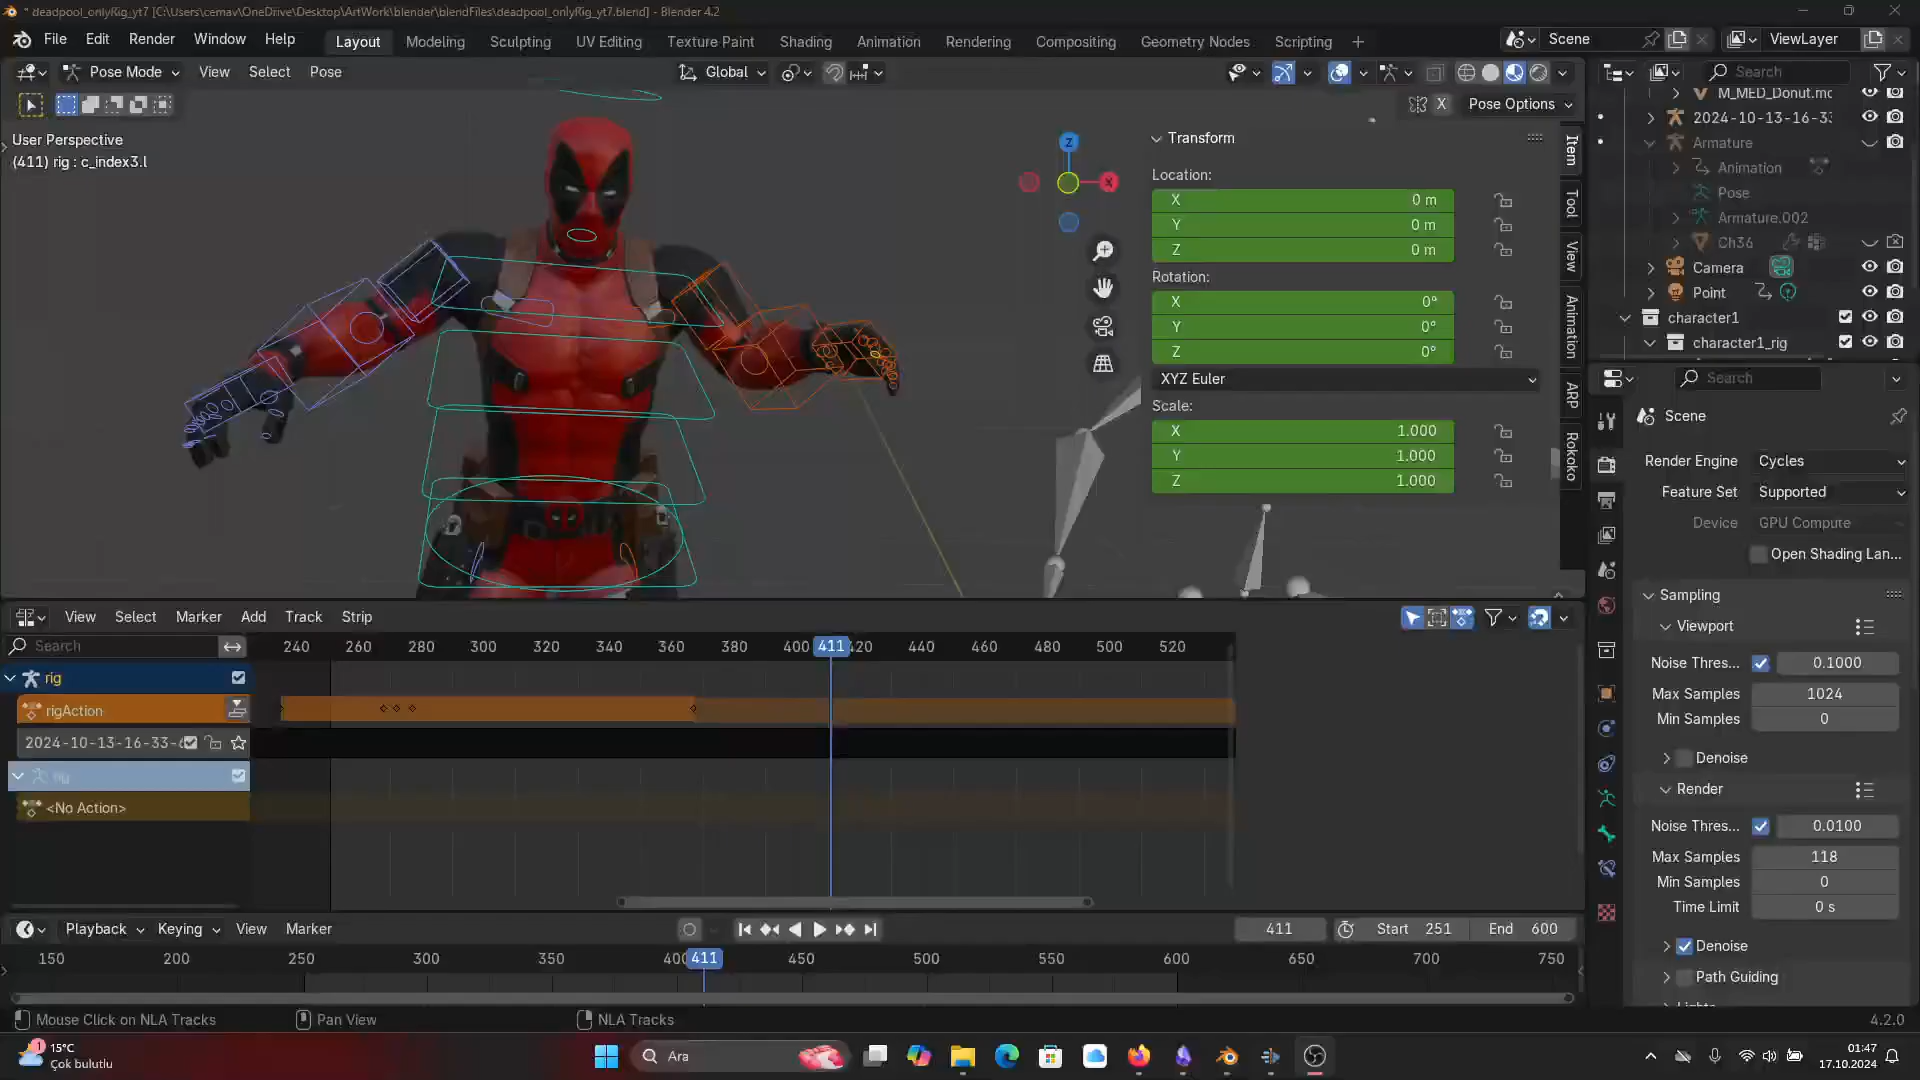 * deadpool_onlyRig_yt7 [C:\Users\cemav\OneDrive\Desktop\ArtWork\blender\blendFiles\deadpool_onlyRig_yt7.blend] - Blender 4.2
File Edit Render Window Help Layout Modeling Sculpting UV Editing Texture Paint Shading Animation Rendering Compositing Geometry Nodes Scripting Scene ViewLayer
Pose Mode View Select Pose Global Search
X Pose Options
M_MED_Donut.mo
2024-10-13-16-33
Armature
Animation
Pose
Armature.002
Ch36
Camera
Point
character1
character1_rig
User Perspective
(411) rig : c_index3.l
Z
X
Transform
Location:
X 0 m
Y 0 m
Z 0 m
Rotation:
X 0°
Y 0°
Z 0°
XYZ Euler
Scale:
X 1.000
Y 1.000
Z 1.000
Item
Tool
View
Animation
ARP
Rokoko
Search
Scene
Render Engine Cycles
Feature Set Supported
Device GPU Compute
Open Shading Lan...
Sampling
Viewport
Noise Thres... 0.1000
Max Samples 1024
Min Samples 0
Denoise
Render
Noise Thres... 0.0100
Max Samples 118
Min Samples 0
Time Limit 0 s
Denoise
Path Guiding
View Select Marker Add Track Strip
Search 240 260 280 300 320 340 360 380 400 411 420 440 460 480 500 520
rig
rigAction
2024-10-13-16-33-
rig
<No Action>
Playback Keying View Marker 411 Start 251 End 600
150 200 250 300 350 400 411 450 500 550 600 650 700 750
Mouse Click on NLA Tracks Pan View NLA Tracks 4.2.0
1
15°C
Çok bulutlu
Ara
01:47
17.10.2024